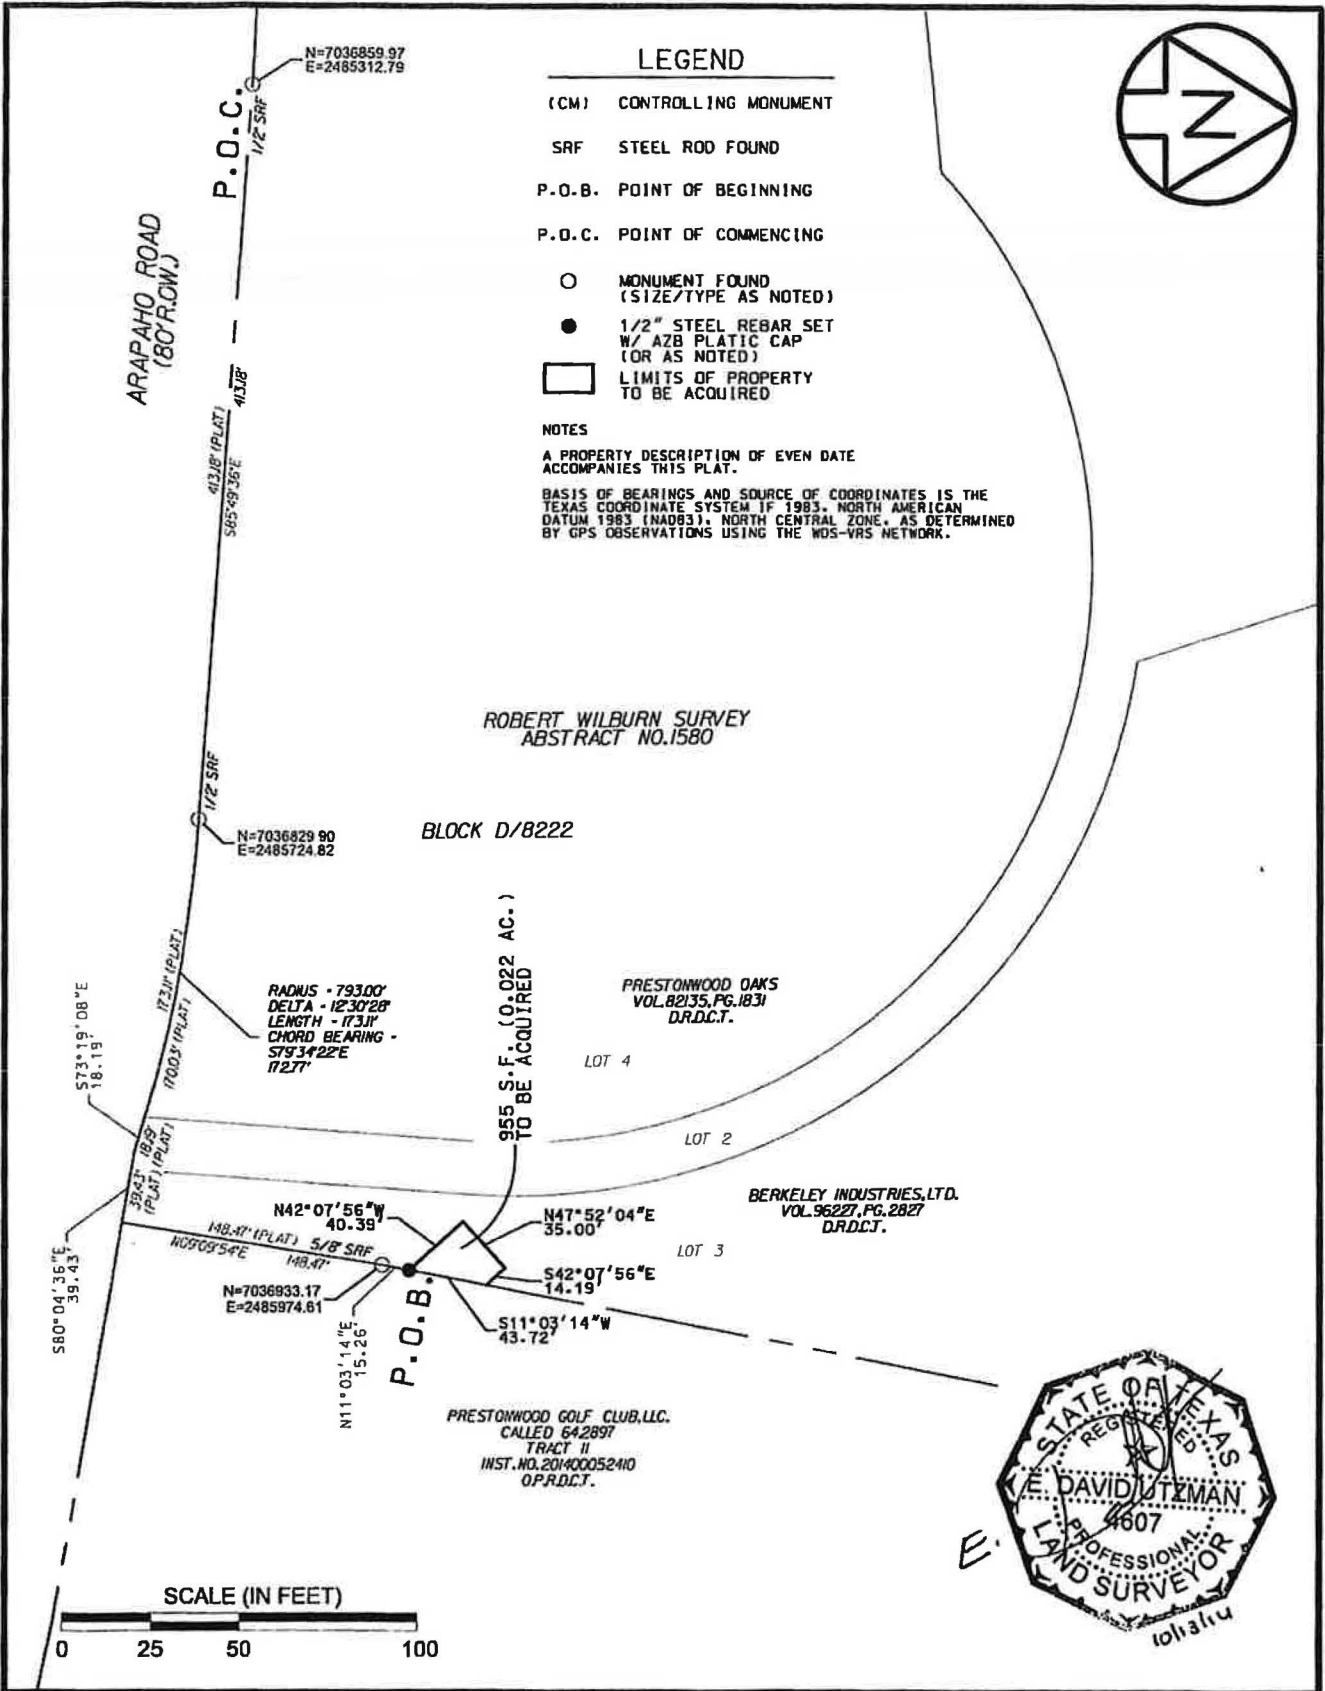 N=7036859.97
E=2485312.79
P.O.C.
1/2" SRF
ARAPAHO ROAD
(80' R.O.W.)
413.18'
413.18' (PLAT)
S85°49'36"E
1/2" SRF
N=7036829.90
E=2485724.82
LEGEND
(CM) CONTROLLING MONUMENT
SRF STEEL ROD FOUND
P.O.B. POINT OF BEGINNING
P.O.C. POINT OF COMMENCING
MONUMENT FOUND
(SIZE/TYPE AS NOTED)
1/2" STEEL REBAR SET
W/ AZB PLATIC CAP
(OR AS NOTED)
LIMITS OF PROPERTY
TO BE ACQUIRED
NOTES
A PROPERTY DESCRIPTION OF EVEN DATE
ACCOMPANIES THIS PLAT.
BASIS OF BEARINGS AND SOURCE OF COORDINATES IS THE
TEXAS COORDINATE SYSTEM IF 1983, NORTH AMERICAN
DATUM 1983 (NAD83), NORTH CENTRAL ZONE, AS DETERMINED
BY GPS OBSERVATIONS USING THE WDS-VRS NETWORK.
N
ROBERT WILBURN SURVEY
ABSTRACT NO.1580
BLOCK D/8222
173.11' (PLAT)
170.03' (PLAT)
RADIUS - 793.00'
DELTA - 12°30'28"
LENGTH - 173.11'
CHORD BEARING -
S79°34'22"E
172.77'
955 S.F. (0.022 AC.)
TO BE ACQUIRED
PRESTONWOOD OAKS
VOL.82135, PG.1831
D.R.D.C.T.
LOT 4
LOT 2
S73°19'08"E
18.19'
18.19'
(PLAT)
39.43'
(PLAT)
S80°04'36"E
39.43'
BERKELEY INDUSTRIES, LTD.
VOL.96227, PG.2827
D.R.D.C.T.
LOT 3
N42°07'56"W
40.39'
N47°52'04"E
35.00'
S42°07'56"E
14.19'
S11°03'14"W
43.72'
148.47' (PLAT)
5/8" SRF
N09°09'54"E
148.47'
N=7036933.17
E=2485974.61
N11°03'14"E
15.26'
P.O.B.
PRESTONWOOD GOLF CLUB, LLC.
CALLED 64.2897
TRACT II
INST.NO.201400052410
O.P.R.D.C.T.
SCALE (IN FEET)
0 25 50 100
STATE OF TEXAS
REGISTERED
E. DAVID UTZMAN
4607
PROFESSIONAL
LAND SURVEYOR
E.
10/13/14